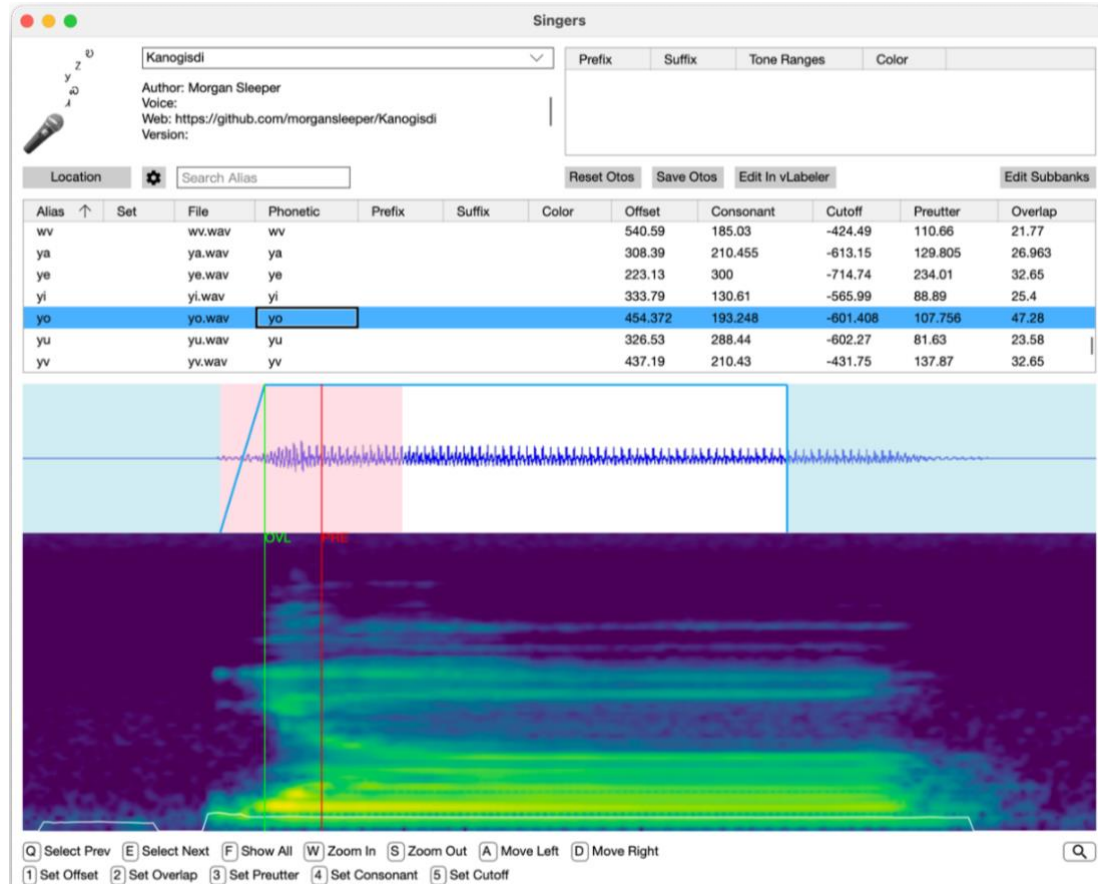 Singers
Kanogisdi
Author: Morgan Sleeper
Voice:
Web: https://github.com/morgansleeper/Kanogisdi
Version:
Prefix Suffix Tone Ranges Color
Location Search Alias Reset Otos Save Otos Edit In vLabeler Edit Subbanks
Alias Set File Phonetic Prefix Suffix Color Offset Consonant Cutoff Preutter Overlap
wv wv.wav wv 540.59 185.03 -424.49 110.66 21.77
ya ya.wav ya 308.39 210.455 -613.15 129.805 26.963
ye ye.wav ye 223.13 300 -714.74 234.01 32.65
yi yi.wav yi 333.79 130.61 -565.99 88.89 25.4
yo yo.wav yo 454.372 193.248 -601.408 107.756 47.28
yu yu.wav yu 326.53 288.44 -602.27 81.63 23.58
yv yv.wav yv 437.19 210.43 -431.75 137.87 32.65
OVL PRE
Q Select Prev E Select Next F Show All W Zoom In S Zoom Out A Move Left D Move Right
1 Set Offset 2 Set Overlap 3 Set Preutter 4 Set Consonant 5 Set Cutoff